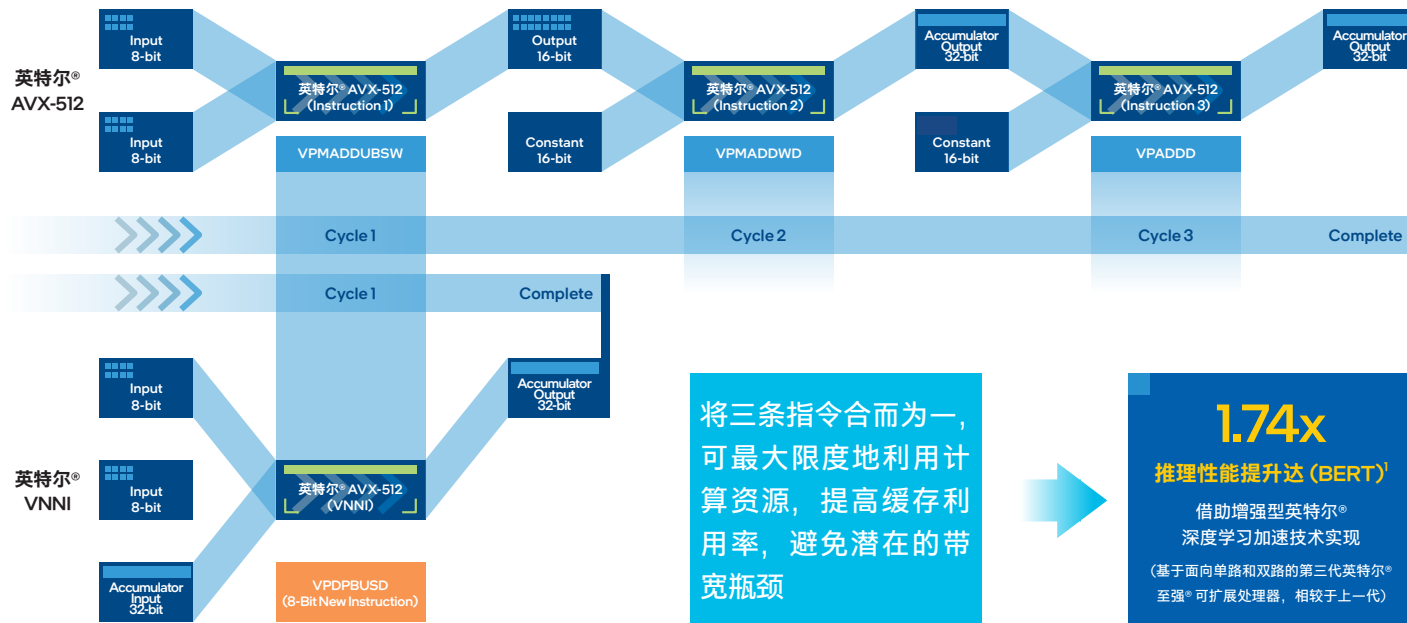 英特尔®
AVX-512
Input
8-bit
Input
8-bit
英特尔® AVX-512
(Instruction 1)
VPMADDUBSW
Output
16-bit
Constant
16-bit
英特尔® AVX-512
(Instruction 2)
VPMADDWD
Accumulator
Output
32-bit
Constant
16-bit
英特尔® AVX-512
(Instruction 3)
VPADDD
Accumulator
Output
32-bit
Cycle 1
Cycle 2
Cycle 3
Complete
Cycle 1
Complete
英特尔®
VNNI
Input
8-bit
Input
8-bit
Accumulator
Input
32-bit
英特尔® AVX-512
(VNNI)
VPDPBUSD
(8-Bit New Instruction)
Accumulator
Output
32-bit
将三条指令合而为一，
可最大限度地利用计
算资源，提高缓存利
用率，避免潜在的带
宽瓶颈
1.74x
推理性能提升达 (BERT)¹
借助增强型英特尔®
深度学习加速技术实现
（基于面向单路和双路的第三代英特尔®
至强® 可扩展处理器，相较于上一代）